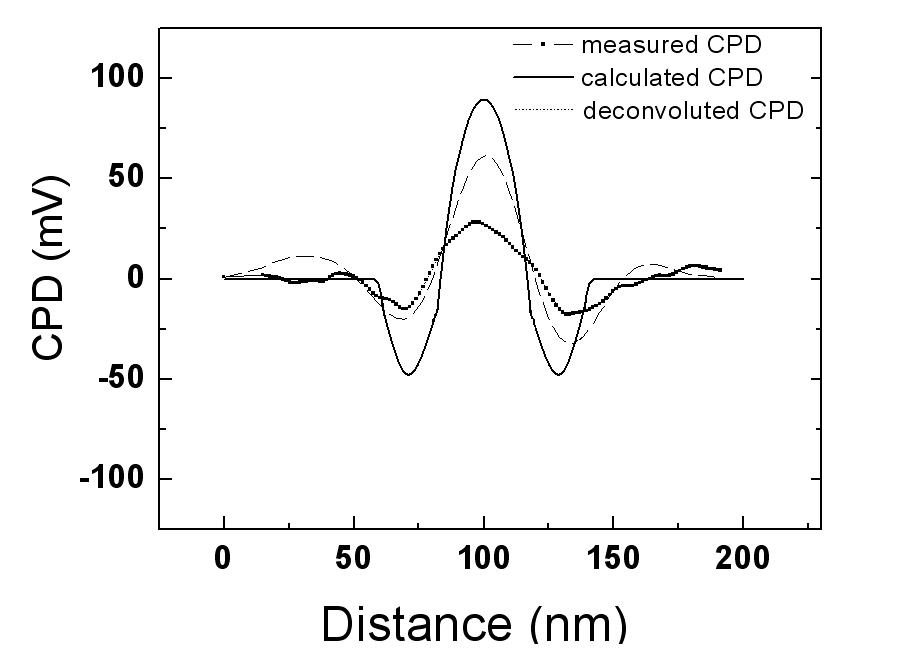 measured CPD
calculated CPD
deconvoluted CPD
100
50
0
-50
-100
CPD (mV)
0 50 100 150 200
Distance (nm)